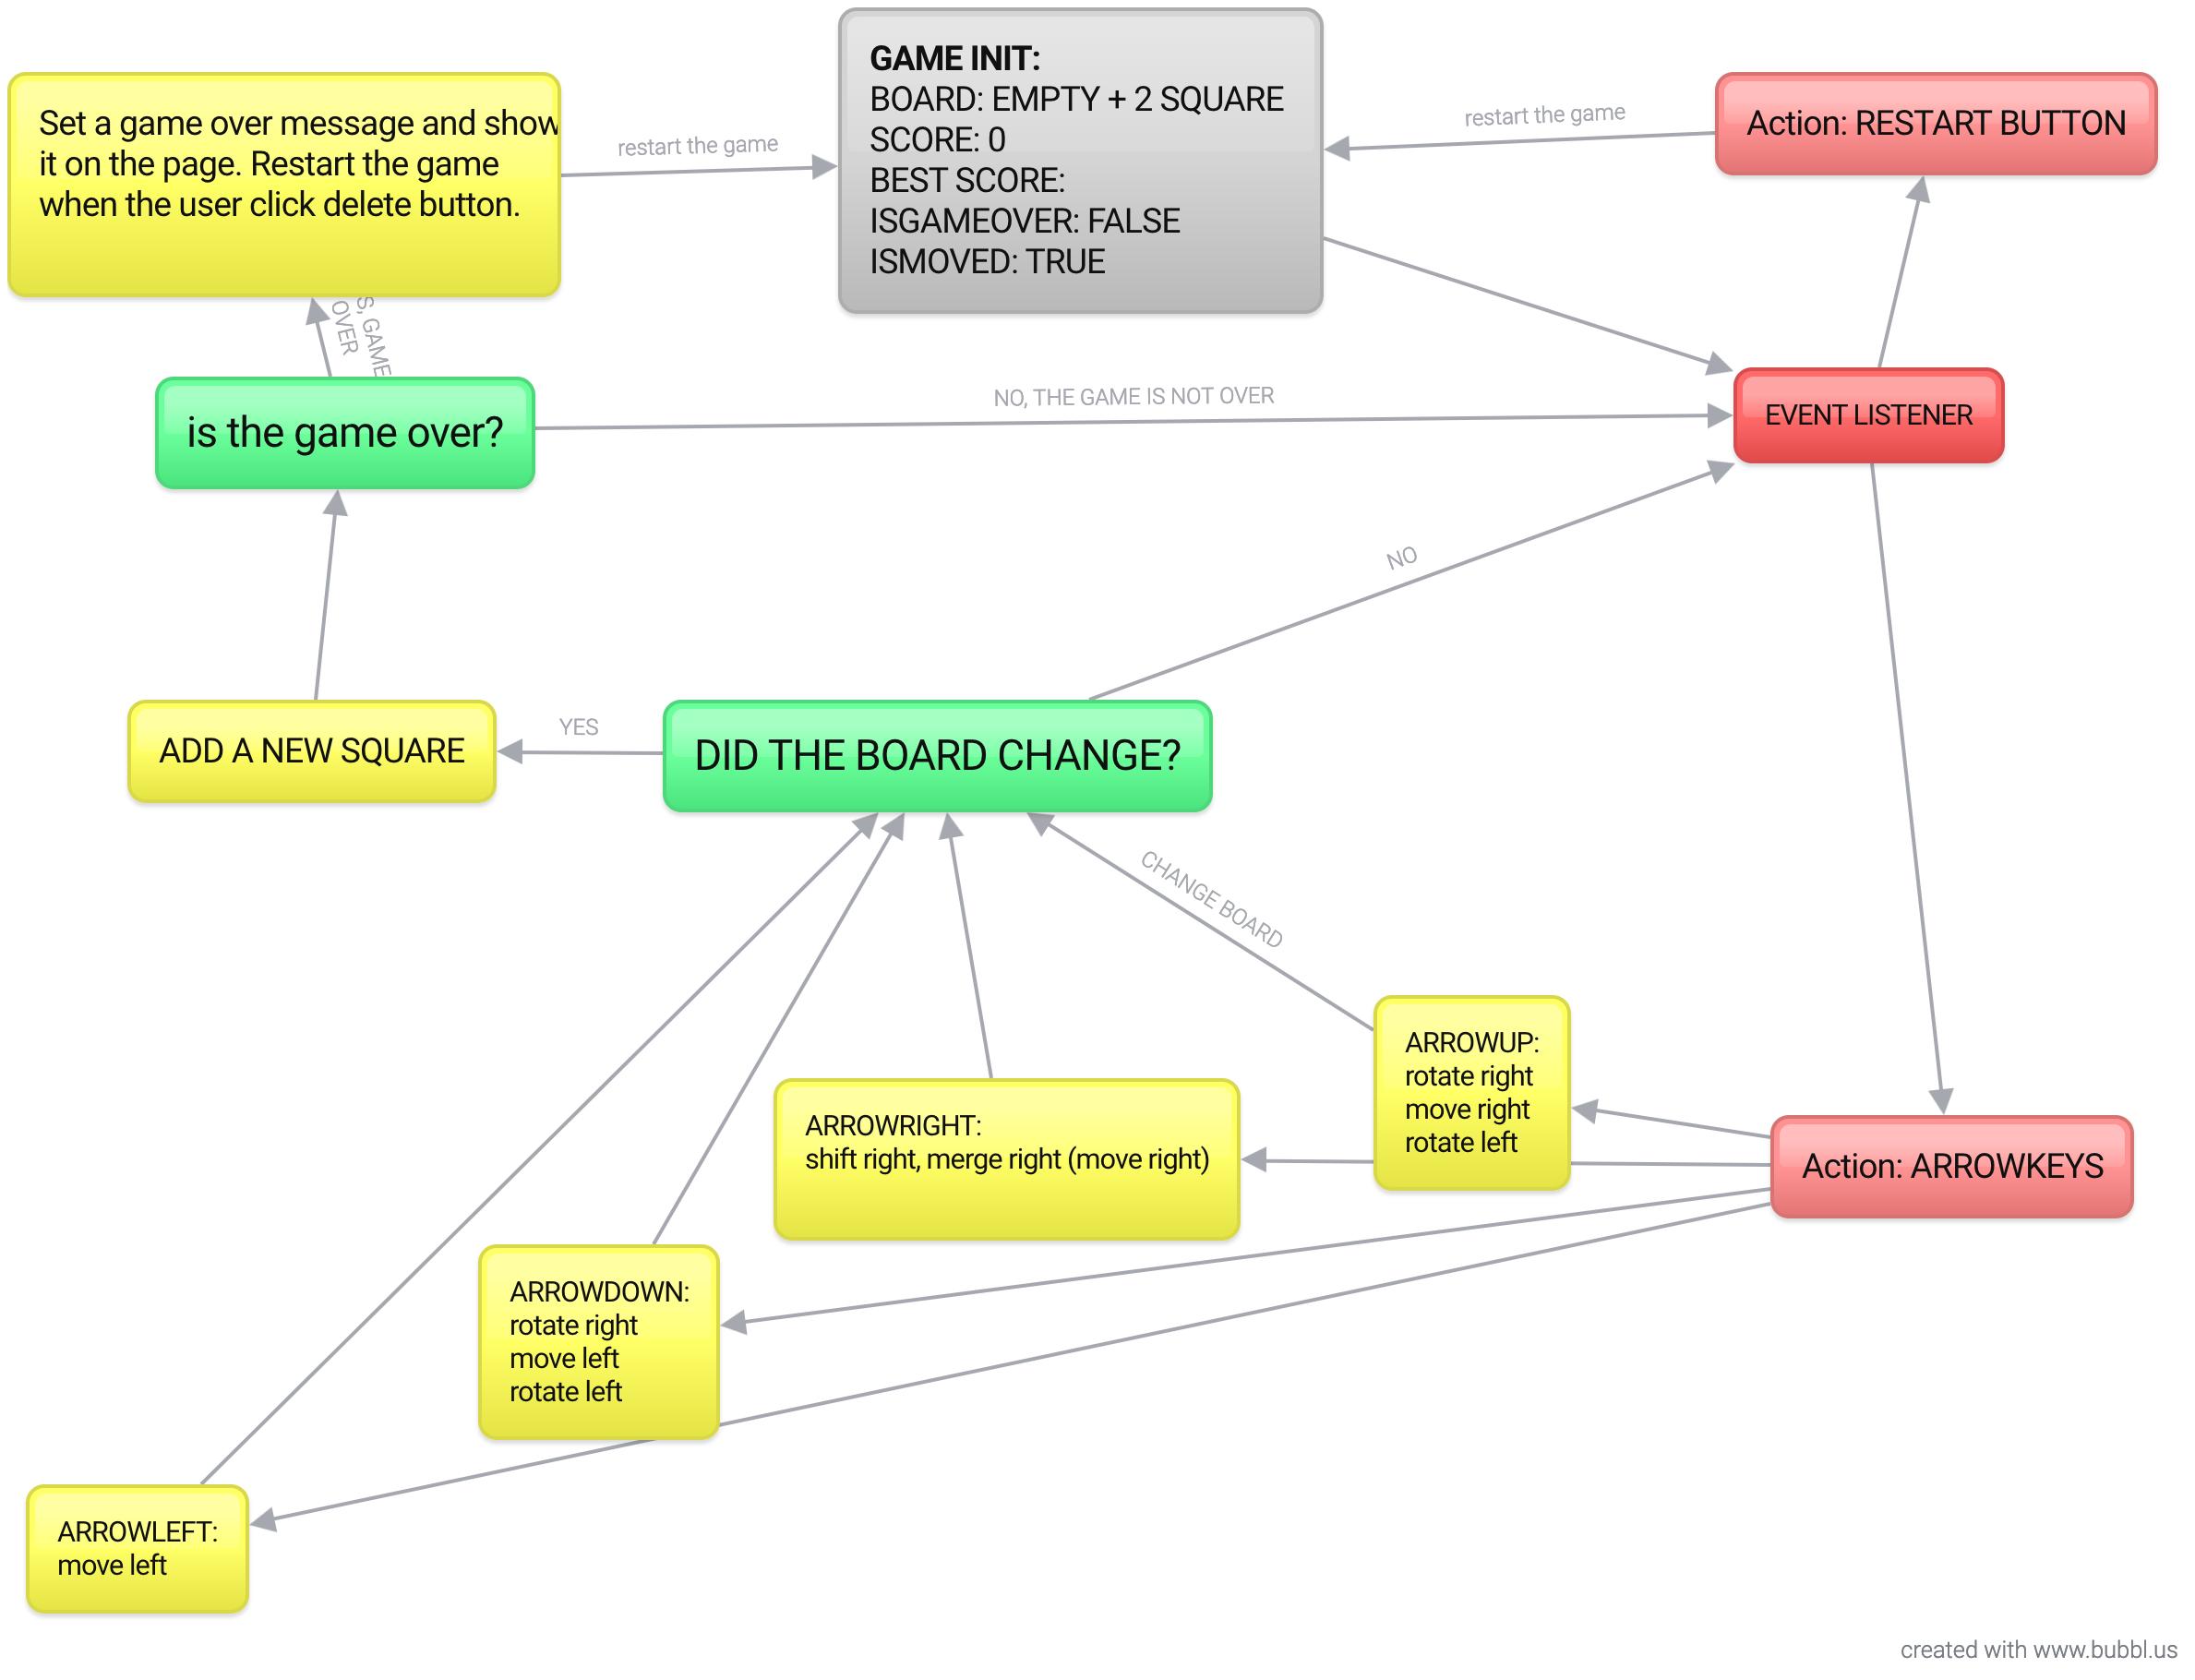 GAME INIT:
BOARD: EMPTY + 2 SQUARE
SCORE: 0
BEST SCORE:
ISGAMEOVER: FALSE
ISMOVED: TRUE
Set a game over message and show
it on the page. Restart the game
when the user click delete button.
restart the game
restart the game
Action: RESTART BUTTON
GAME
OVER
is the game over?
NO, THE GAME IS NOT OVER
EVENT LISTENER
NO
ADD A NEW SQUARE
YES
DID THE BOARD CHANGE?
CHANGE BOARD
ARROWUP:
rotate right
move right
rotate left
ARROWRIGHT:
shift right, merge right (move right)
Action: ARROWKEYS
ARROWDOWN:
rotate right
move left
rotate left
ARROWLEFT:
move left
created with www.bubbl.us